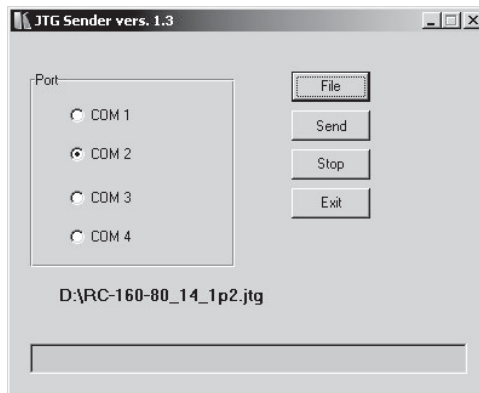 JTG Sender vers. 1.3
Port
COM 1
COM 2
COM 3
COM 4
File
Send
Stop
Exit
D:\RC-160-80_14_1p2.jtg